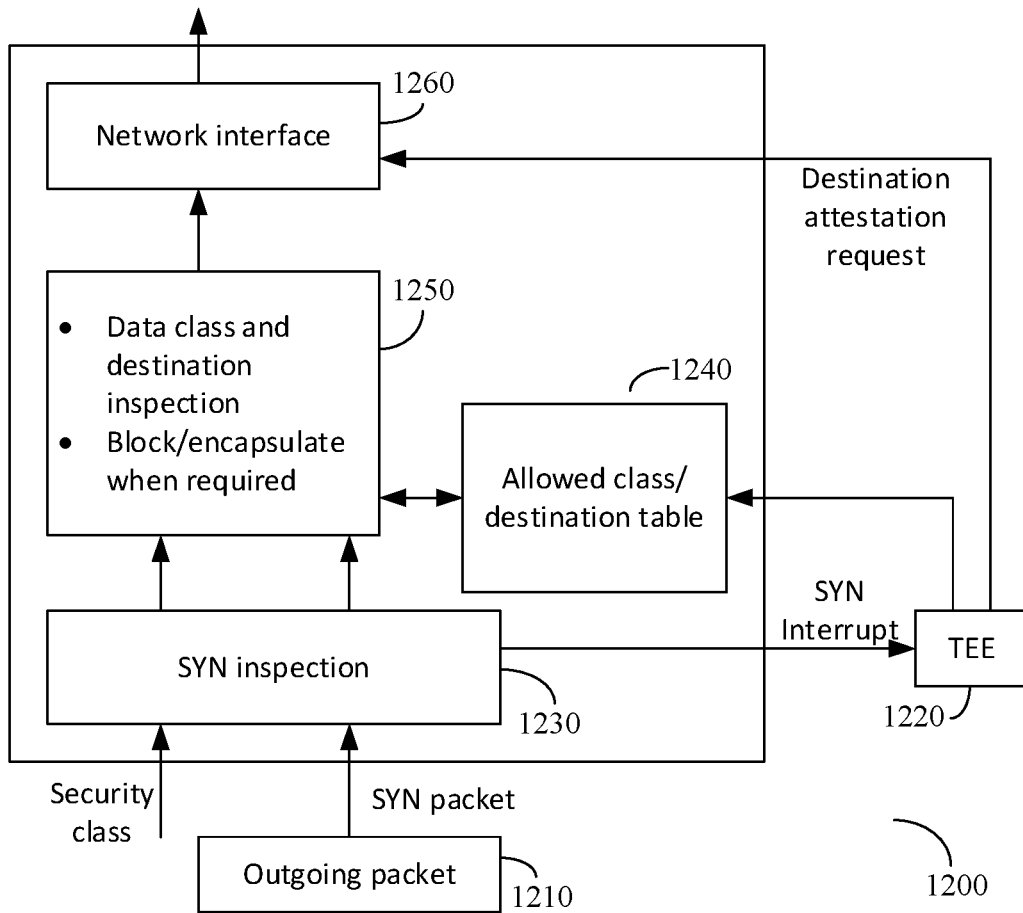 1260
Network interface
Destination
attestation
request
1250
• Data class and
destination
inspection
• Block/encapsulate
when required
1240
Allowed class/
destination table
SYN
Interrupt
SYN inspection
TEE
1230
1220
Security
class
SYN packet
Outgoing packet
1210
1200